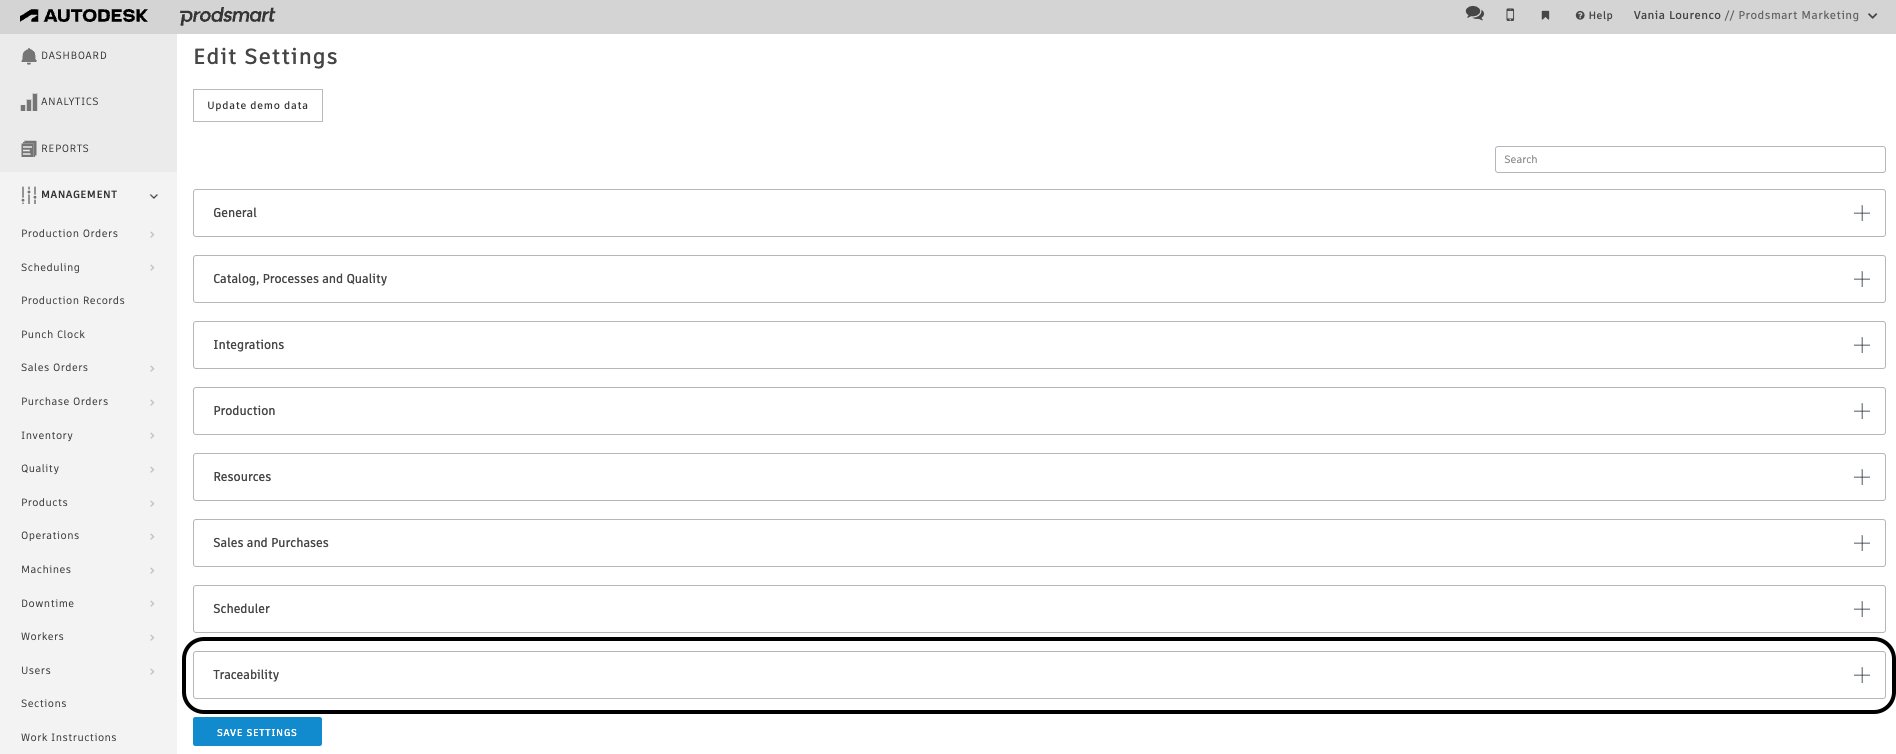 AUTODESK prodsmart Help Vania Lourenco // Prodsmart Marketing
DASHBOARD
ANALYTICS
REPORTS
MANAGEMENT
Production Orders
Scheduling
Production Records
Punch Clock
Sales Orders
Purchase Orders
Inventory
Quality
Products
Operations
Machines
Downtime
Workers
Users
Sections
Work Instructions
Edit Settings
Update demo data
Search
General
Catalog, Processes and Quality
Integrations
Production
Resources
Sales and Purchases
Scheduler
Traceability
SAVE SETTINGS